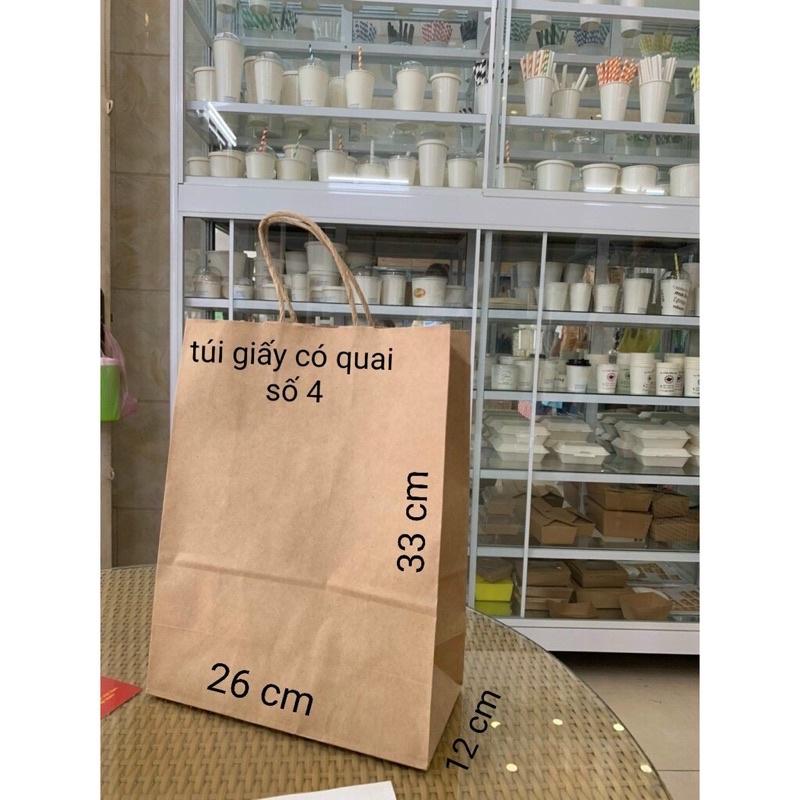 túi giấy có quai
số 4
33 cm
26 cm
12 cm